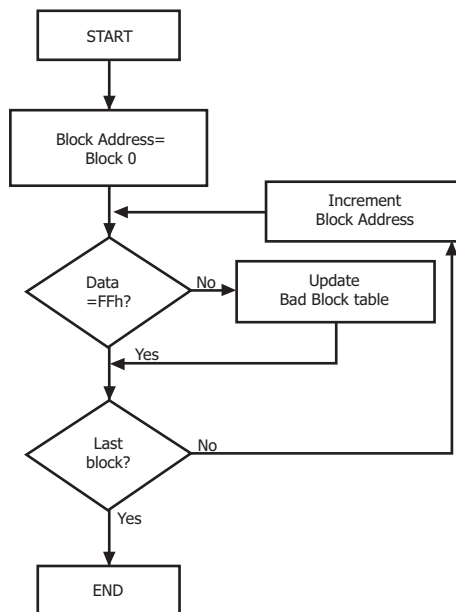 START
Block Address=
Block 0
Increment
Block Address
Data
=FFh?
No
Update
Bad Block table
Yes
Last
block?
No
Yes
END